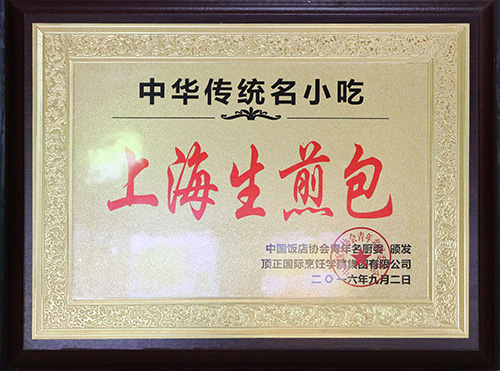 中华传统名小吃
上海生煎包
中国饭店协会青年名厨委 颁发
顶正国际烹饪学院集团有限公司
二〇一六年九月二日